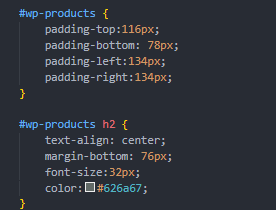 #wp-products {
padding-top:116px;
padding-bottom: 78px;
padding-left:134px;
padding-right:134px;
}
#wp-products h2 {
text-align: center;
margin-bottom: 76px;
font-size:32px;
color:#626a67;
}